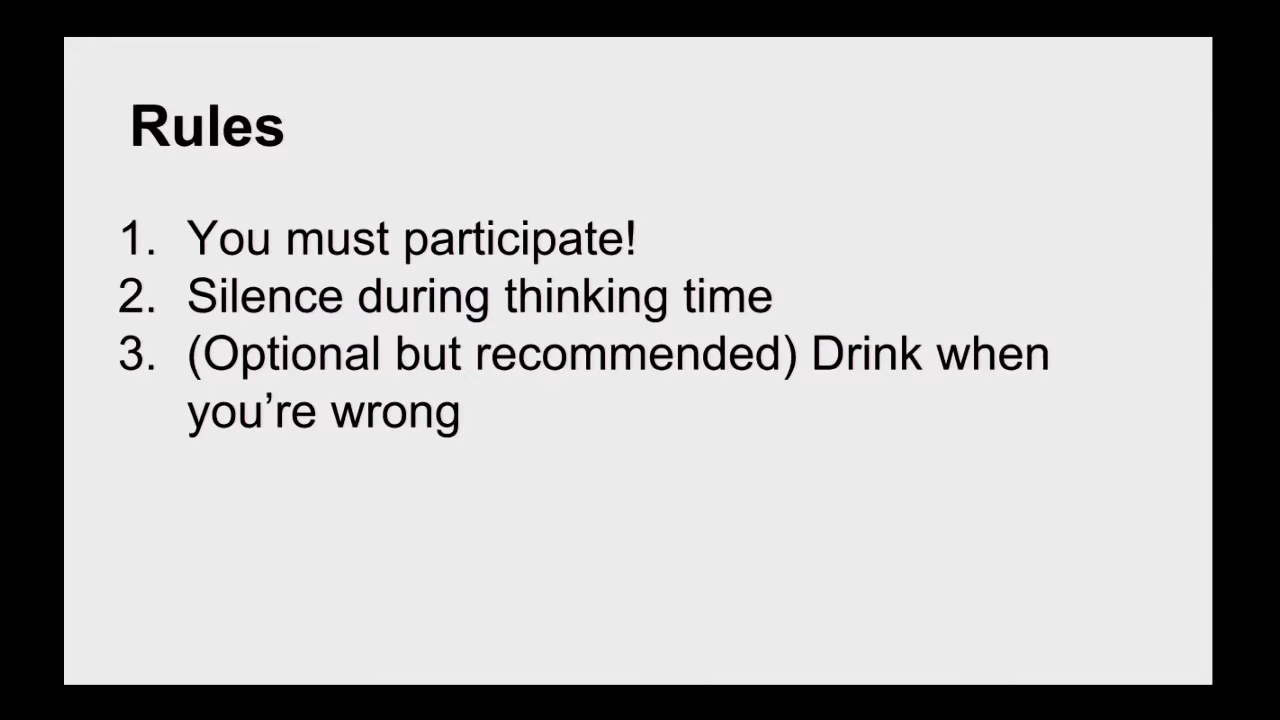 Rules
1. You must participate!
2. Silence during thinking time
3. (Optional but recommended) Drink when
you’re wrong